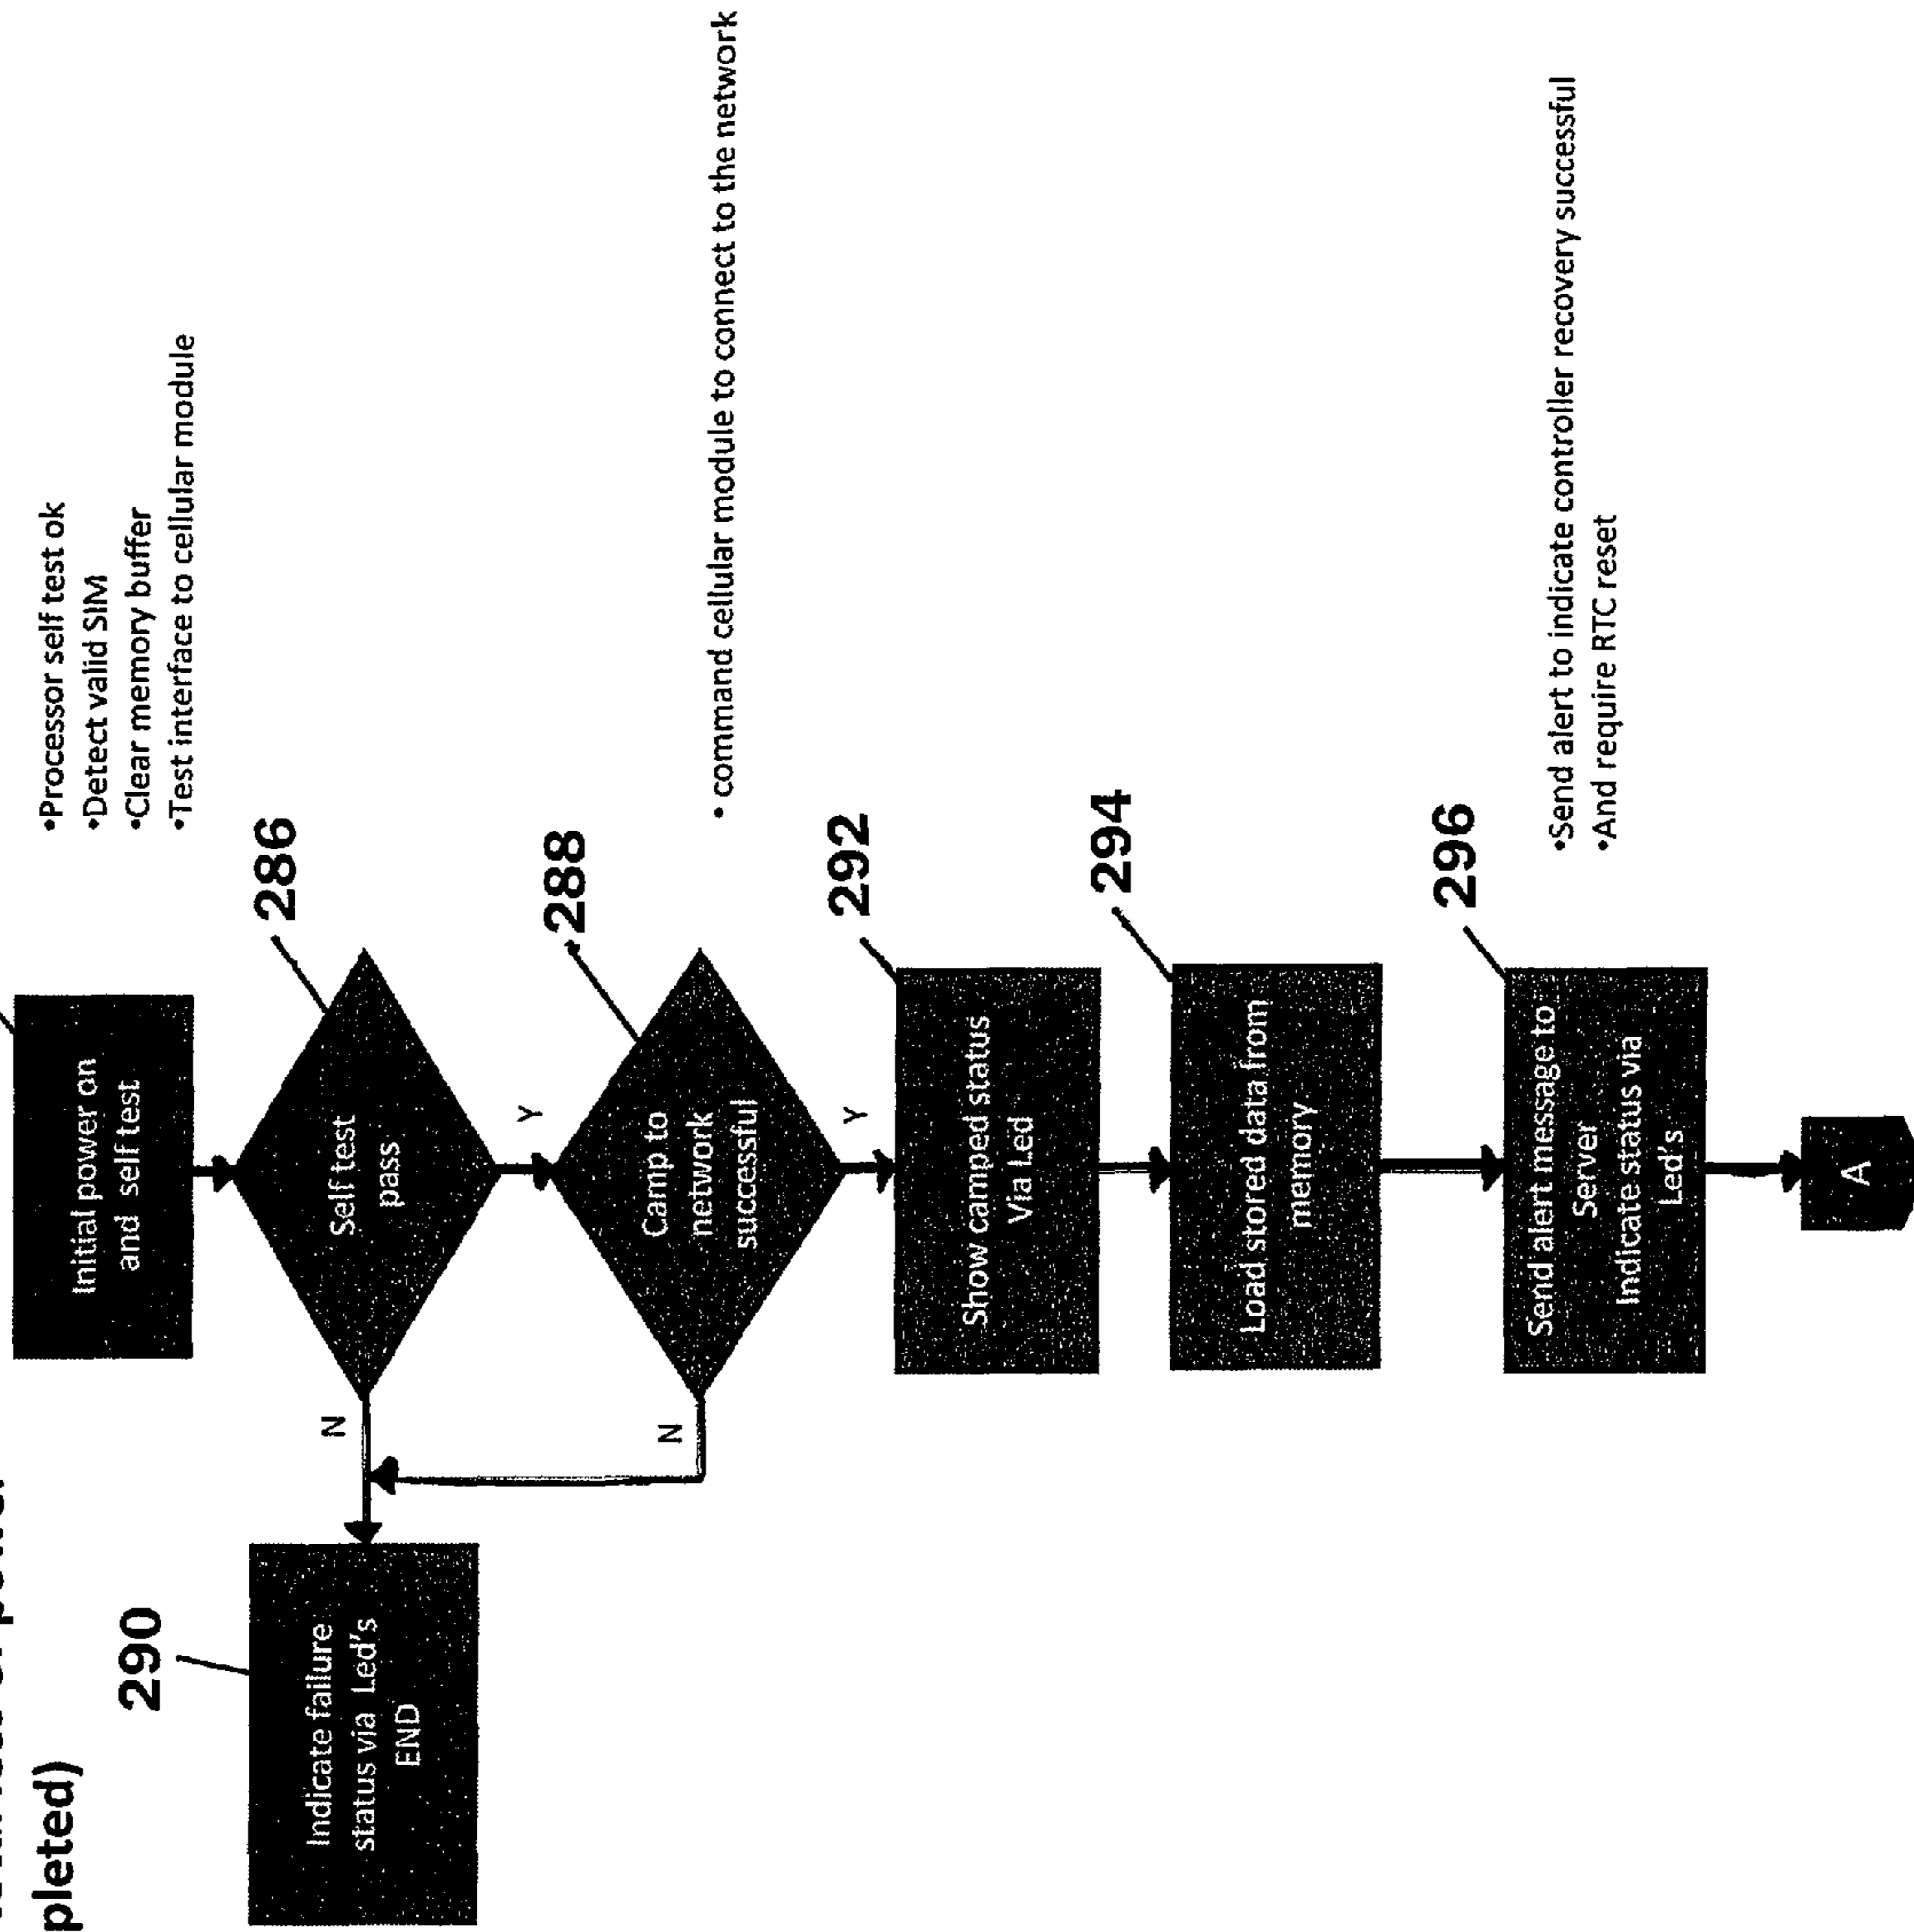 pleted)
290
Initial power on
and self test
•Processor self test ok
•Detect valid SIM
•Clear memory buffer
•Test interface to cellular module
286
Self test
pass
N
Y
Indicate failure
status via Led's
END
288
Camp to
network
successful
N
Y
• command cellular module to connect to the network
292
Show camped status
Via Led
294
Load stored data from
memory
296
Send alert message to
Server
Indicate status via
Led's
•Send alert to indicate controller recovery successful
•And require RTC reset
A